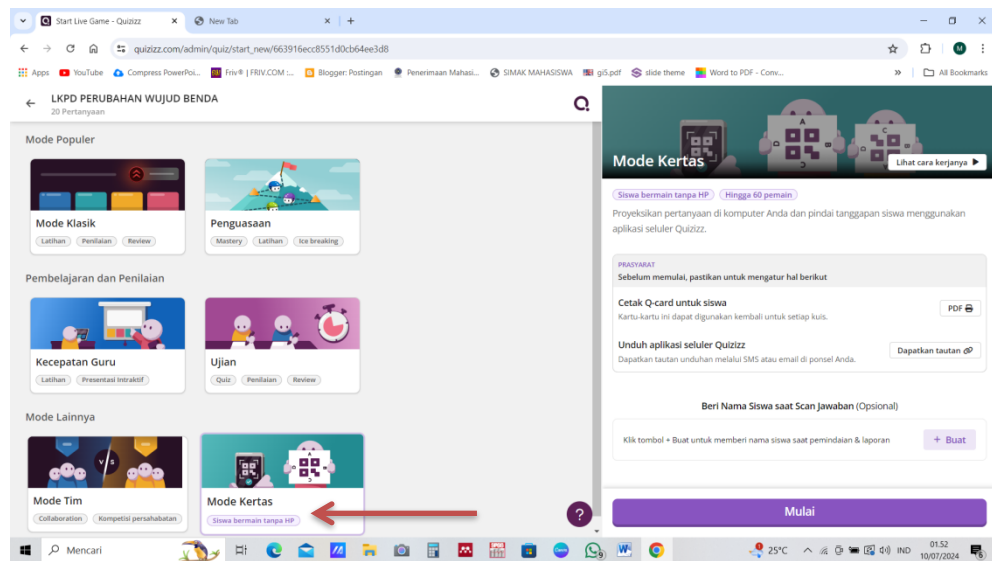 Start Live Game - Quizizz
New Tab
quizizz.com/admin/quiz/start_new/663916ecc8551d0cb64ee3d8
M
Apps
YouTube
Compress PowerPoi...
Friv® | FRIV.COM :...
Blogger: Postingan
Penerimaan Mahasi...
SIMAK MAHASISWA
gi5.pdf
slide theme
Word to PDF - Conv...
All Bookmarks
LKPD PERUBAHAN WUJUD BENDA
20 Pertanyaan
Mode Populer
Mode Klasik
Latihan
Penilaian
Review
Penguasaan
Mastery
Latihan
Ice breaking
Pembelajaran dan Penilaian
Kecepatan Guru
Latihan
Presentasi Intraktif
Ujian
Quiz
Penilaian
Review
Mode Lainnya
V S
Mode Tim
Collaboration
Kompetisi persahabatan
Mode Kertas
Siswa bermain tanpa HP
?
Mode Kertas
Lihat cara kerjanya
Siswa bermain tanpa HP
Hingga 60 pemain
Proyeksikan pertanyaan di komputer Anda dan pindai tanggapan siswa menggunakan
aplikasi seluler Quizizz.
PRASYARAT
Sebelum memulai, pastikan untuk mengatur hal berikut
Cetak Q-card untuk siswa
Kartu-kartu ini dapat digunakan kembali untuk setiap kuis.
PDF
Unduh aplikasi seluler Quizizz
Dapatkan tautan unduhan melalui SMS atau email di ponsel Anda.
Dapatkan tautan
Beri Nama Siswa saat Scan Jawaban (Opsional)
Klik tombol + Buat untuk memberi nama siswa saat pemindaian & laporan
+ Buat
Mulai
Mencari
25°C
IND
01.52
10/07/2024